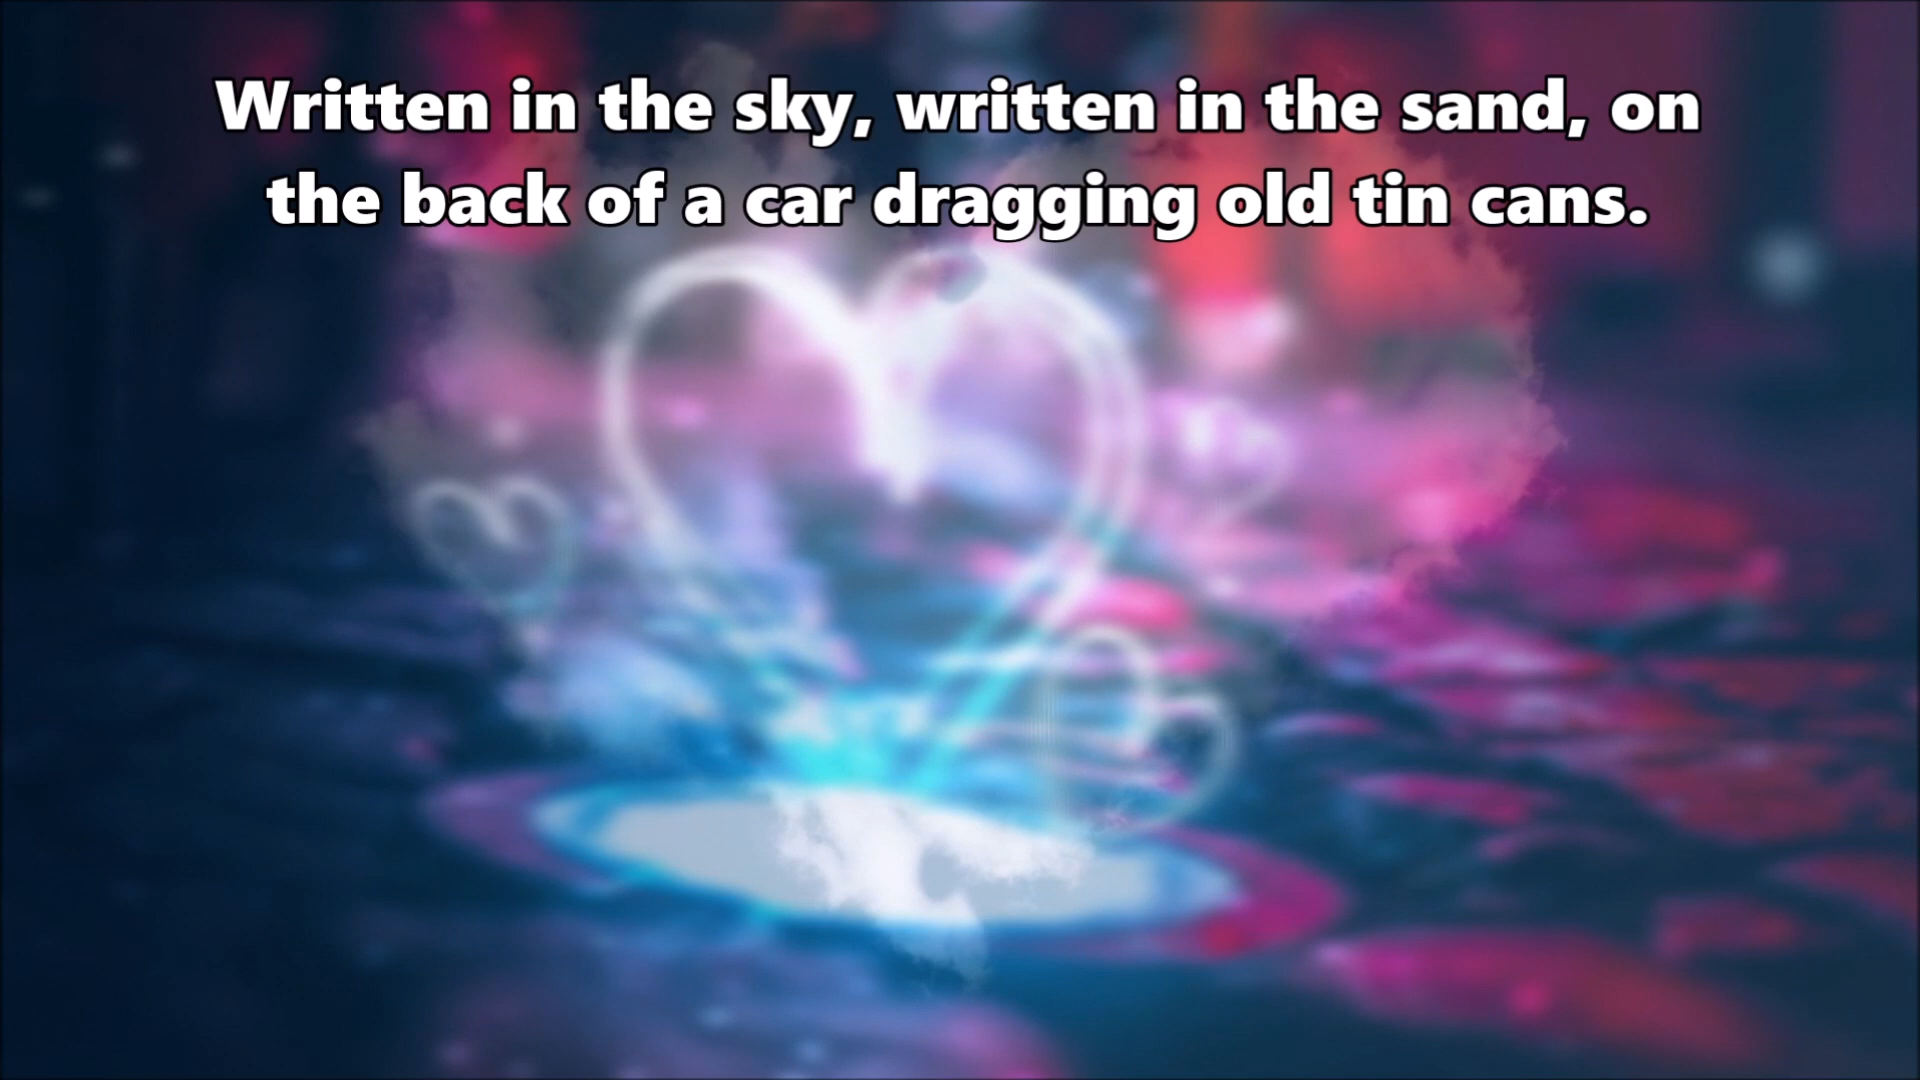 Written in the sky, written in the sand, on
the back of a car dragging old tin cans.